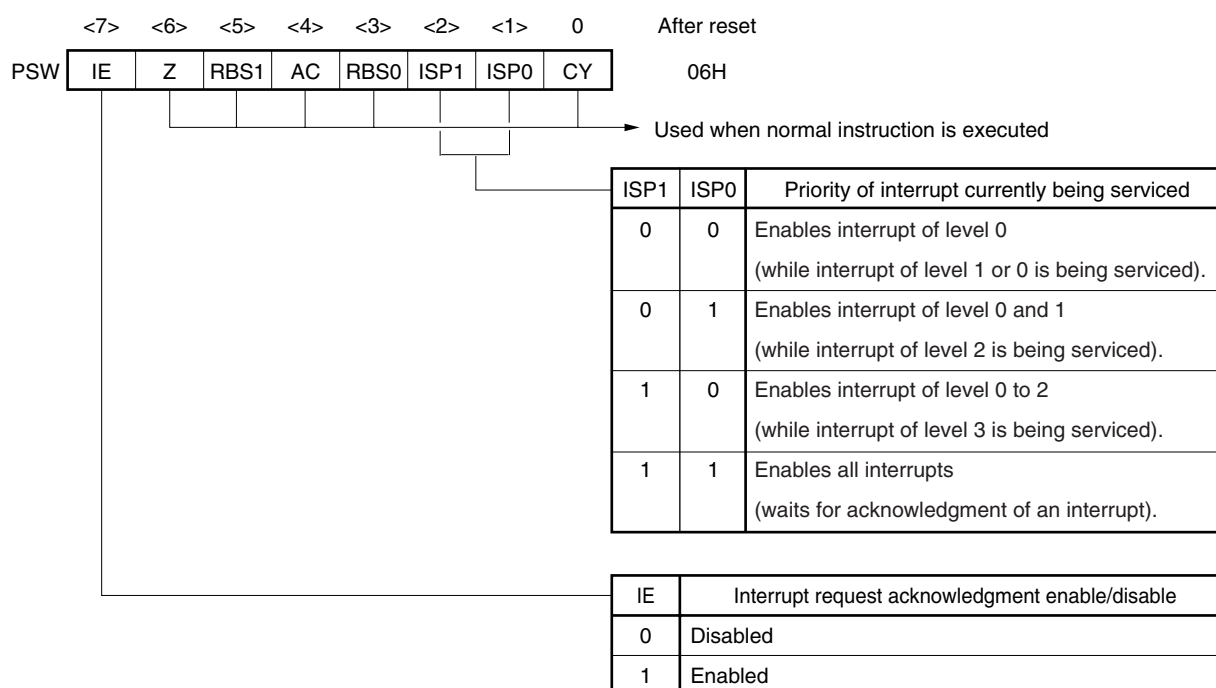 <7> <6> <5> <4> <3> <2> <1> 0 After reset
PSW IE Z RBS1 AC RBS0 ISP1 ISP0 CY 06H
Used when normal instruction is executed
ISP1 ISP0 Priority of interrupt currently being serviced
0 0 Enables interrupt of level 0
(while interrupt of level 1 or 0 is being serviced).
0 1 Enables interrupt of level 0 and 1
(while interrupt of level 2 is being serviced).
1 0 Enables interrupt of level 0 to 2
(while interrupt of level 3 is being serviced).
1 1 Enables all interrupts
(waits for acknowledgment of an interrupt).
IE Interrupt request acknowledgment enable/disable
0 Disabled
1 Enabled